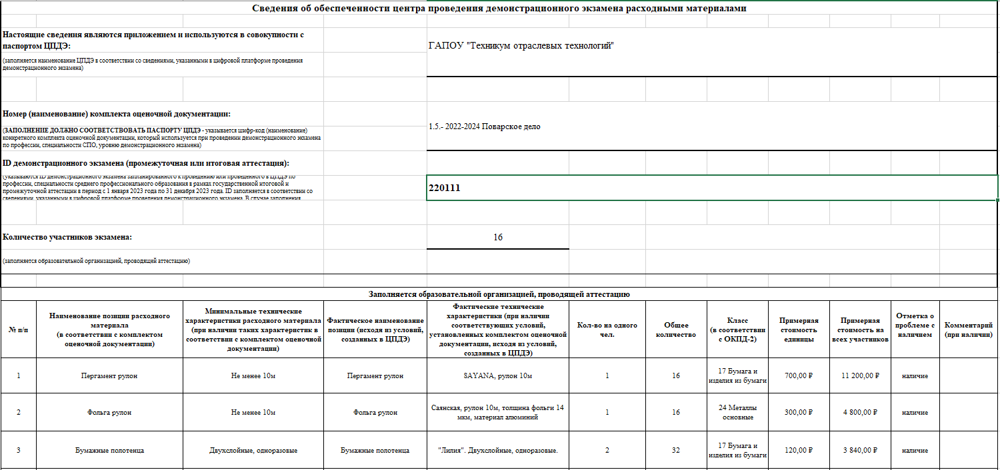 Сведения об обеспеченности центра проведения демонстрационного экзамена расходными материалами
Настоящие сведения являются приложением и используются в совокупности с
паспортом ЦПДЭ:
(заполняется наименование ЦПДЭ в соответствии со сведениями, указанными в цифровой платформе проведения
демонстрационного экзамена)
ГАПОУ "Техникум отраслевых технологий"
Номер (наименование) комплекта оценочной документации:
(ЗАПОЛНЕНИЕ ДОЛЖНО СООТВЕТСТВОВАТЬ ПАСПОРТУ ЦПДЭ - указывается шифр-код (наименование)
конкретного комплекта оценочной документации, который используется при проведении демонстрационного экзамена
по профессии, специальности СПО, уровню демонстрационного экзамена)
1.5.- 2022-2024 Поварское дело
ID демонстрационного экзамена (промежуточная или итоговая аттестация):
(указываются ID демонстрационного экзамена запланированного к проведению или проведенного в ЦПДЭ по
профессии, специальности среднего профессионального образования в рамках государственной итоговой и
промежуточной аттестации в период с 1 января 2023 года по 31 декабря 2023 года. ID заполняется в соответствии со
сведениями, указанными в цифровой платформе проведения демонстрационного экзамена. В случае заполнения
220111
Количество участников экзамена:
16
(заполняется образовательной организацией, проводящей аттестацию)
Заполняется образовательной организацией, проводящей аттестацию
№ п/п
Наименование позиции расходного
материала
(в соответствии с комплектом
оценочной документации)
Минимальные технические
характеристики расходного материала
(при наличии таких характеристик в
соответствии с комплектом оценочной
документации)
Фактическое наименование
позиции (исходя из условий,
созданных в ЦПДЭ)
Фактические технические
характеристики (при наличии
соответствующих условий,
установленных комплектом оценочной
документации, исходя из условий,
созданных в ЦПДЭ)
Кол-во на одного
чел.
Общее
количество
Класс
(в соответствии
с ОКПД-2)
Примерная
стоимость
единицы
Примерная
стоимость на
всех участников
Отметка о
проблеме с
наличием
Комментарий
(при наличии)
1
Пергамент рулон
Не менее 10м
Пергамент рулон
SAYANA, рулон 10м
1
16
17 Бумага и
изделия из бумаги
700,00 ₽
11 200,00 ₽
наличие
2
Фольга рулон
Не менее 10м
Фольга рулон
Саянская, рулон 10м, толщина фольги 14
мкм, материал алюминий
1
16
24 Металлы
основные
300,00 ₽
4 800,00 ₽
наличие
3
Бумажные полотенца
Двухслойные, одноразовые
Бумажные полотенца
"Лилия". Двухслойные, одноразовые.
2
32
17 Бумага и
изделия из бумаги
120,00 ₽
3 840,00 ₽
наличие